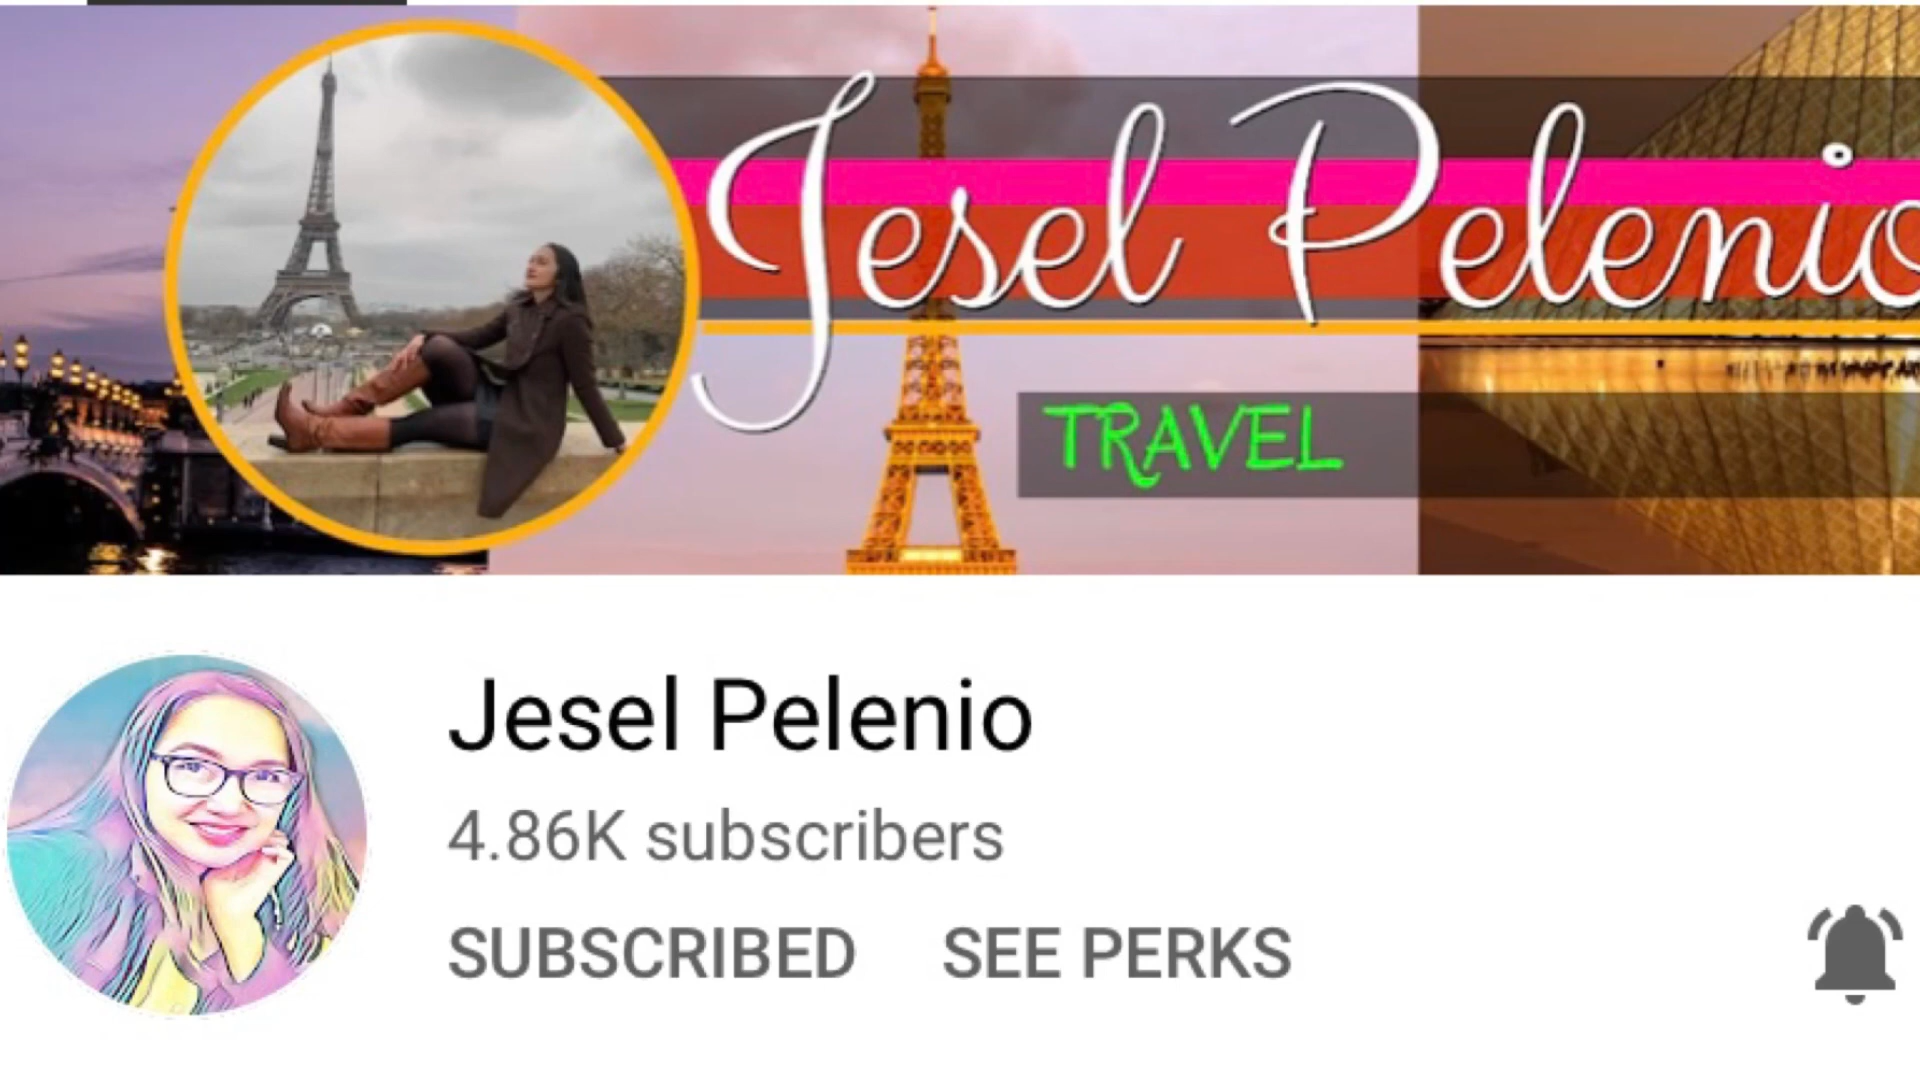 Jesel Pelenio
TRAVEL
Jesel Pelenio
4.86K subscribers
SUBSCRIBED SEE PERKS